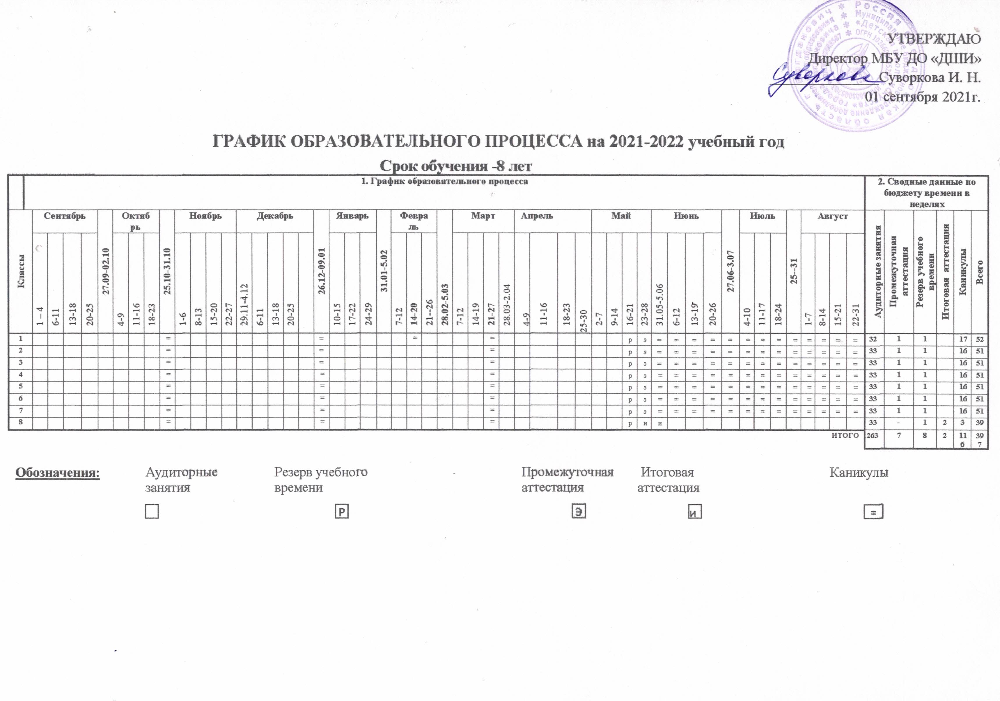 УТВЕРЖДАЮ
Директор МБУ ДО «ДШИ»
Суворкова Суворкова И. Н.
01 сентября 2021г.
ГРАФИК ОБРАЗОВАТЕЛЬНОГО ПРОЦЕССА на 2021-2022 учебный год
Срок обучения -8 лет
1. График образовательного процесса
2. Сводные данные по
бюджету времени в
неделях
Классы
Сентябрь 27.09-02.10 Октяб
рь 25.10-31.10 Ноябрь Декабрь 26.12-09.01 Январь 31.01-5.02 Февра
ль 28.02-5.03 Март Апрель Май Июнь 27.06-3.07 Июль 25--31 Август
Аудиторные занятия
Промежуточная
аттестация
Резерв учебного
времени
Итоговая аттестация
Каникулы
Всего
1 – 4 6-11 13-18 20-25 4-9 11-16 18-23 1-6 8-13 15-20 22-27 29.11-4.12 6-11 13-18 20-25 10-15 17-22 24-29 7-12 14-20 21--26 7-12 14-19 21-27 28.03-2.04 4-9 11-16 18-23 25-30 2-7 9-14 16-21 23-28 31.05-5.06 6-12 13-19 20-26 4-10 11-17 18-24 1-7 8-14 15-21 22-31
1 = = = = р э = = = = = = = = = = = = = 32 1 1 17 52
2 = = = р э = = = = = = = = = = = = = 33 1 1 16 51
3 = = = р э = = = = = = = = = = = = = 33 1 1 16 51
4 = = = р э = = = = = = = = = = = = = 33 1 1 16 51
5 = = = р э = = = = = = = = = = = = = 33 1 1 16 51
6 = = = р э = = = = = = = = = = = = = 33 1 1 16 51
7 = = = р э = = = = = = = = = = = = = 33 1 1 16 51
8 = = = р и и 33 - 1 2 3 39
ИТОГО 263 7 8 2 11
6 39
7
Обозначения: Аудиторные Резерв учебного Промежуточная Итоговая Каникулы
занятия времени аттестация аттестация
Р Э и =